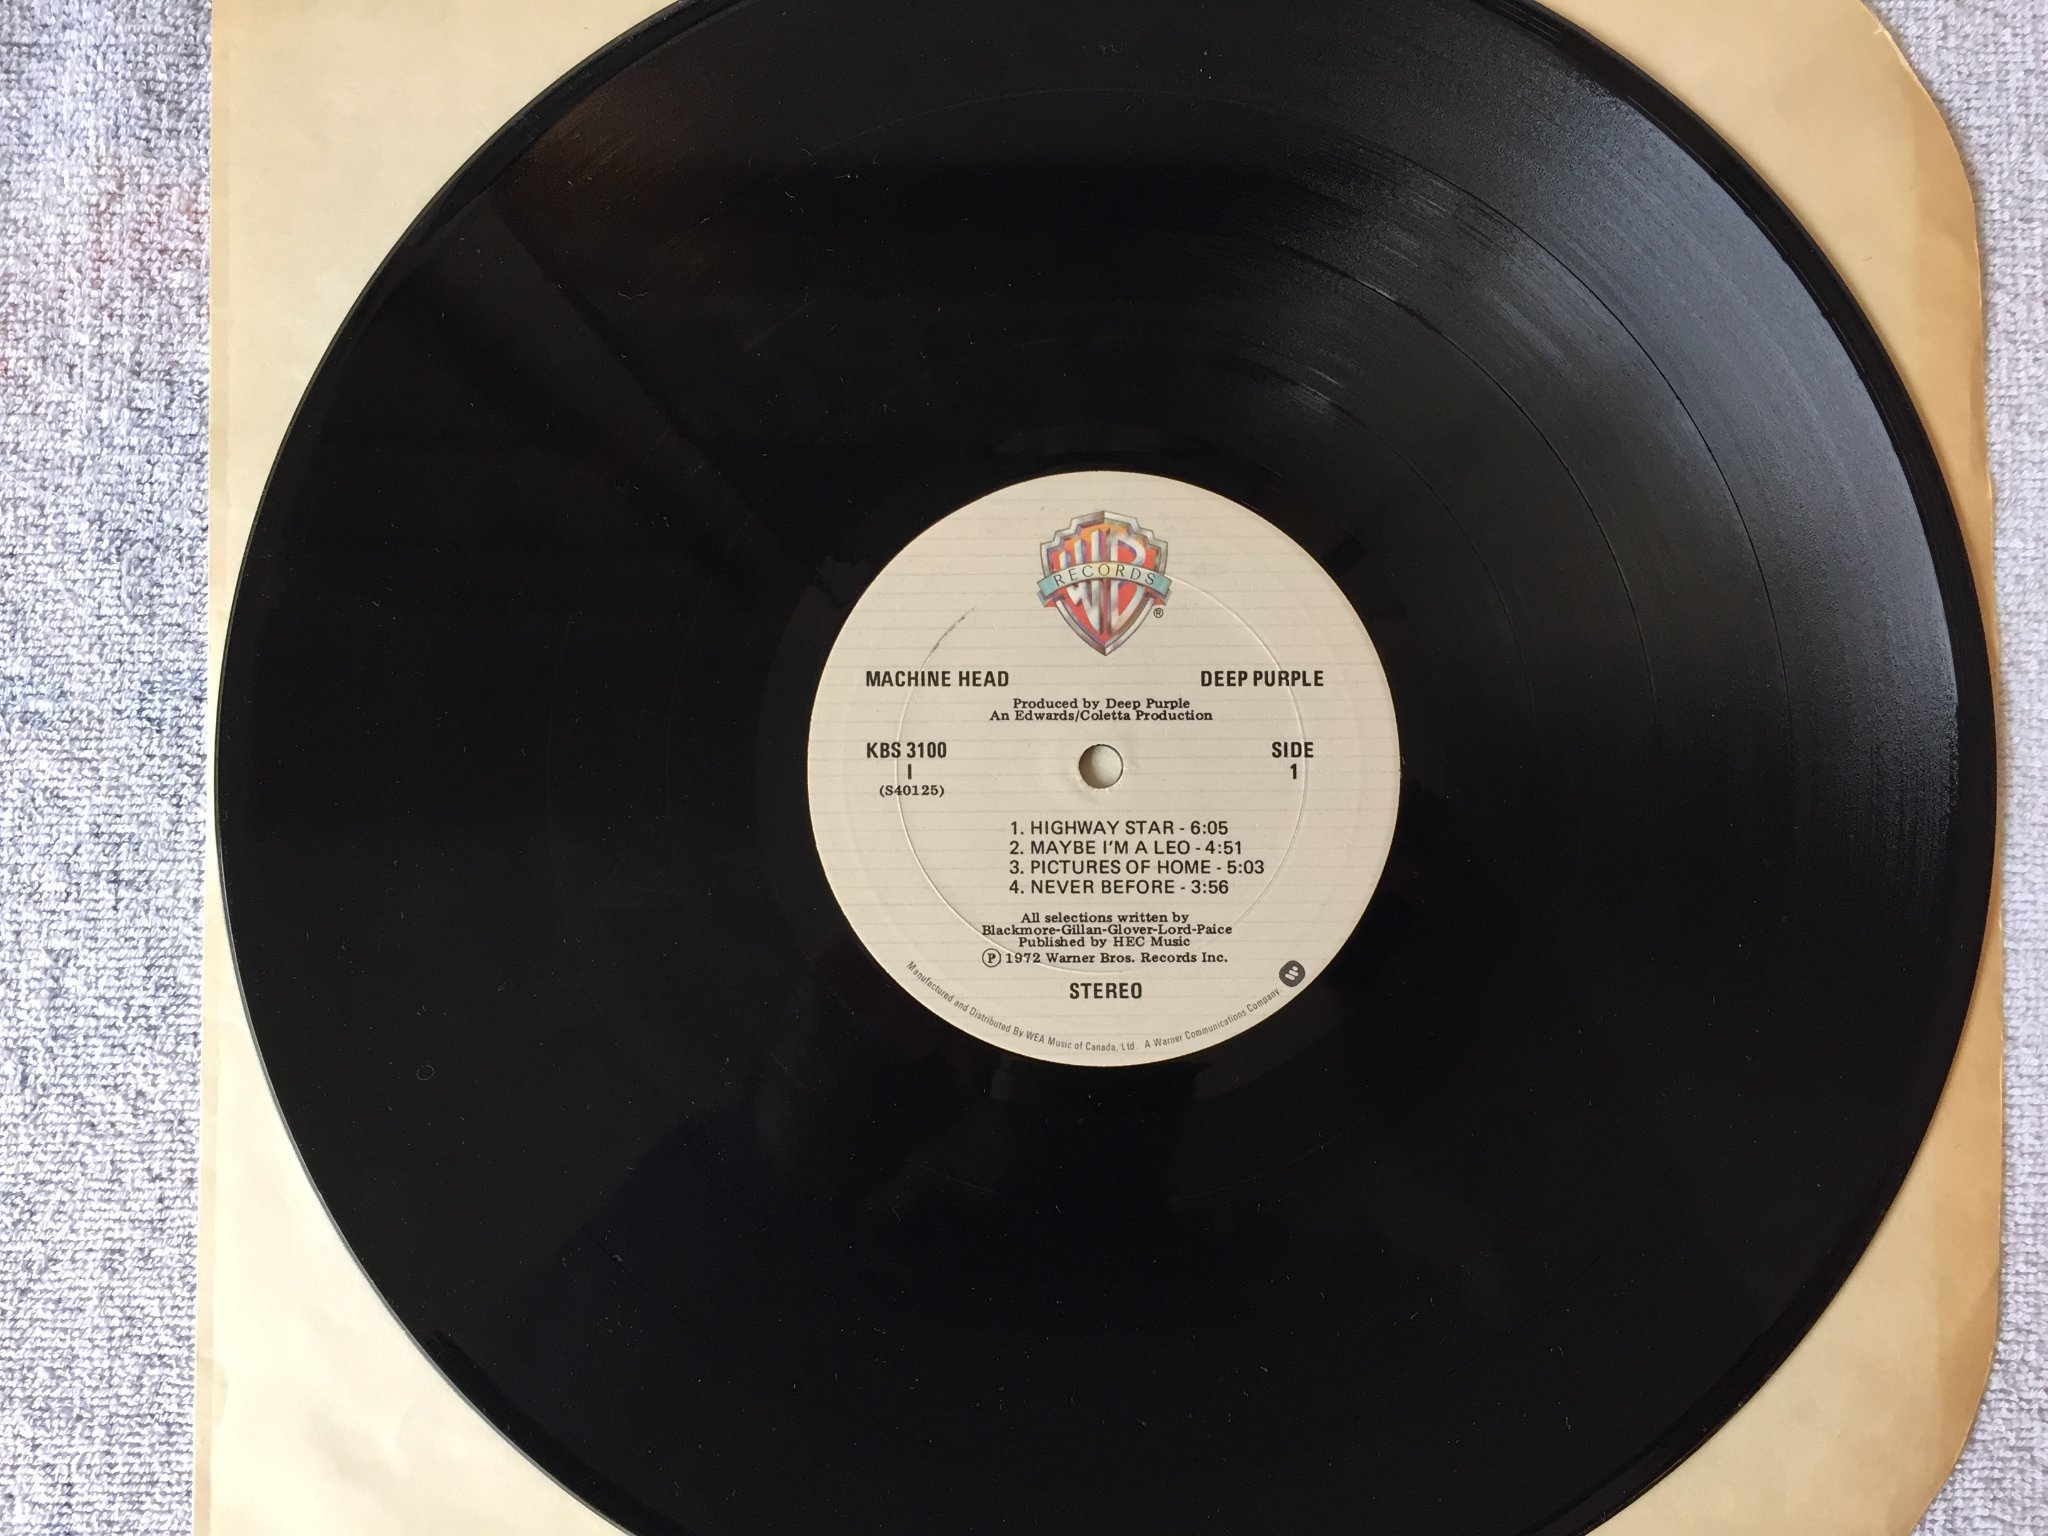 WB
RECORDS
®
MACHINE HEAD DEEP PURPLE
Produced by Deep Purple
An Edwards/Coletta Production
KBS 3100 SIDE
I 1
(S40125)
1. HIGHWAY STAR - 6:05
2. MAYBE I'M A LEO - 4:51
3. PICTURES OF HOME - 5:03
4. NEVER BEFORE - 3:56
All selections written by
Blackmore-Gillan-Glover-Lord-Paice
Published by HEC Music
Ⓟ 1972 Warner Bros. Records Inc.
STEREO
Manufactured and Distributed By WEA Music of Canada, Ltd. A Warner Communications Company.